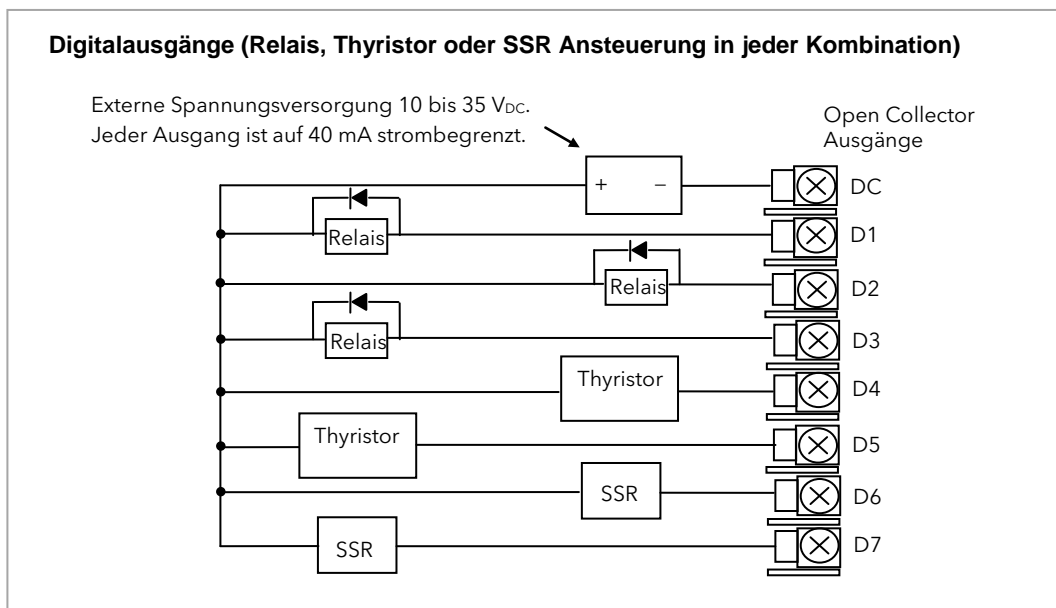 Digitalausgänge (Relais, Thyristor oder SSR Ansteuerung in jeder Kombination)
Externe Spannungsversorgung 10 bis 35 VDC.
Jeder Ausgang ist auf 40 mA strombegrenzt.
Open Collector
Ausgänge
+ −
DC
Relais
D1
Relais
D2
Relais
D3
Thyristor
D4
Thyristor
D5
SSR
D6
SSR
D7